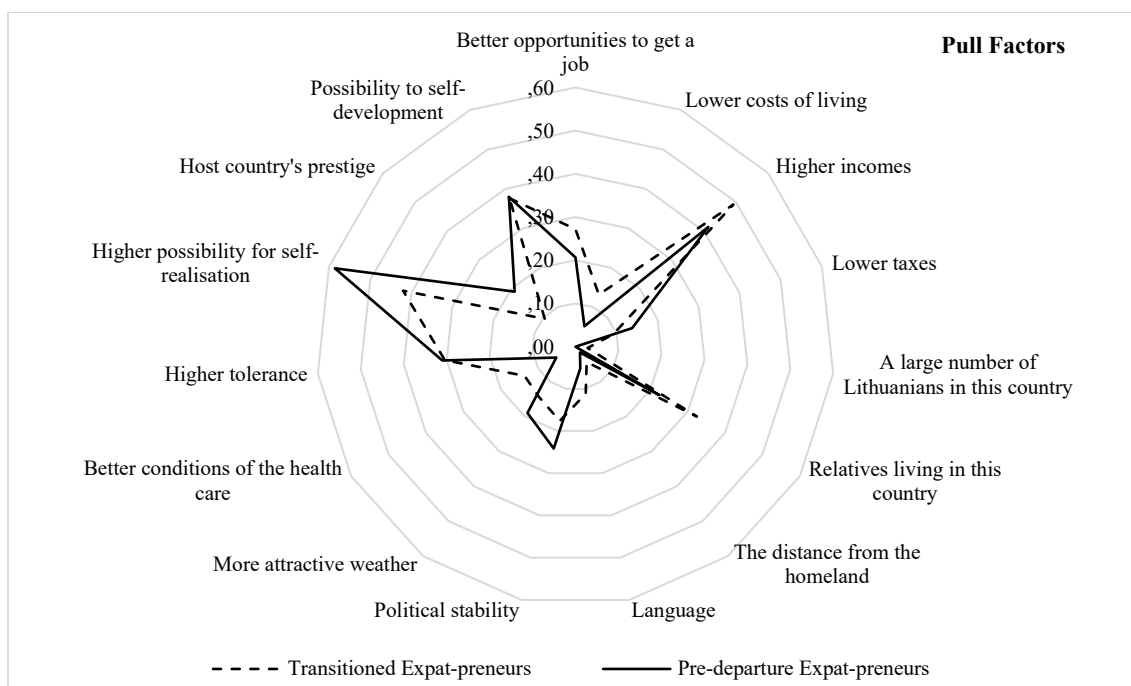 Pull Factors
Better opportunities to get a
job
Lower costs of living
Higher incomes
Lower taxes
A large number of
Lithuanians in this country
Relatives living in this
country
The distance from the
homeland
Language
Political stability
More attractive weather
Better conditions of the health
care
Higher tolerance
Higher possibility for self-
realisation
Host country's prestige
Possibility to self-
development
,60
,50
,40
,30
,20
,10
,00
Transitioned Expat-preneurs
Pre-departure Expat-preneurs